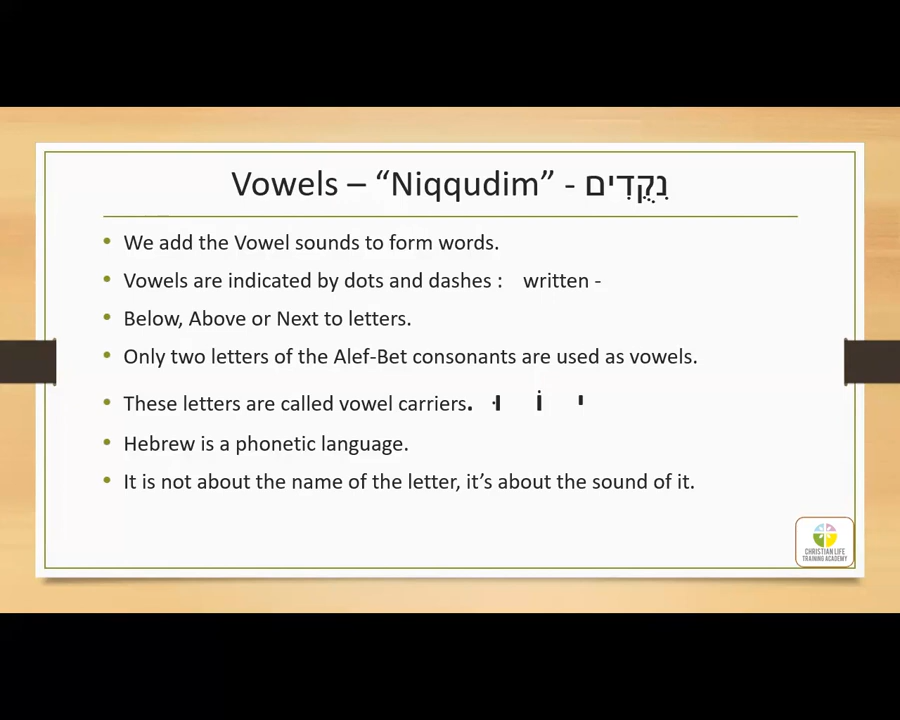 Vowels – “Niqqudim” - נִקֻדִים
• We add the Vowel sounds to form words.
• Vowels are indicated by dots and dashes : written -
• Below, Above or Next to letters.
• Only two letters of the Alef-Bet consonants are used as vowels.
• These letters are called vowel carriers. וּ וֹ י
• Hebrew is a phonetic language.
• It is not about the name of the letter, it’s about the sound of it.
CHRISTIAN LIFE
TRAINING ACADEMY